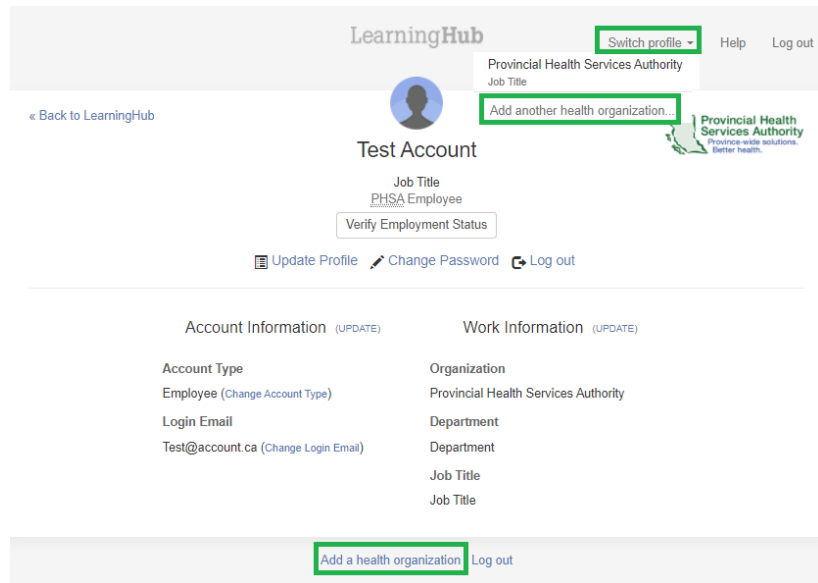 LearningHub
Switch profile Help Log out
Provincial Health Services Authority
Job Title
Add another health organization...
« Back to LearningHub
Provincial Health
Services Authority
Province-wide solutions.
Better health.
Test Account
Job Title
PHSA Employee
Verify Employment Status
Update Profile Change Password Log out
Account Information (UPDATE) Work Information (UPDATE)
Account Type Organization
Employee (Change Account Type) Provincial Health Services Authority
Login Email Department
Test@account.ca (Change Login Email) Department
Job Title
Job Title
Add a health organization Log out